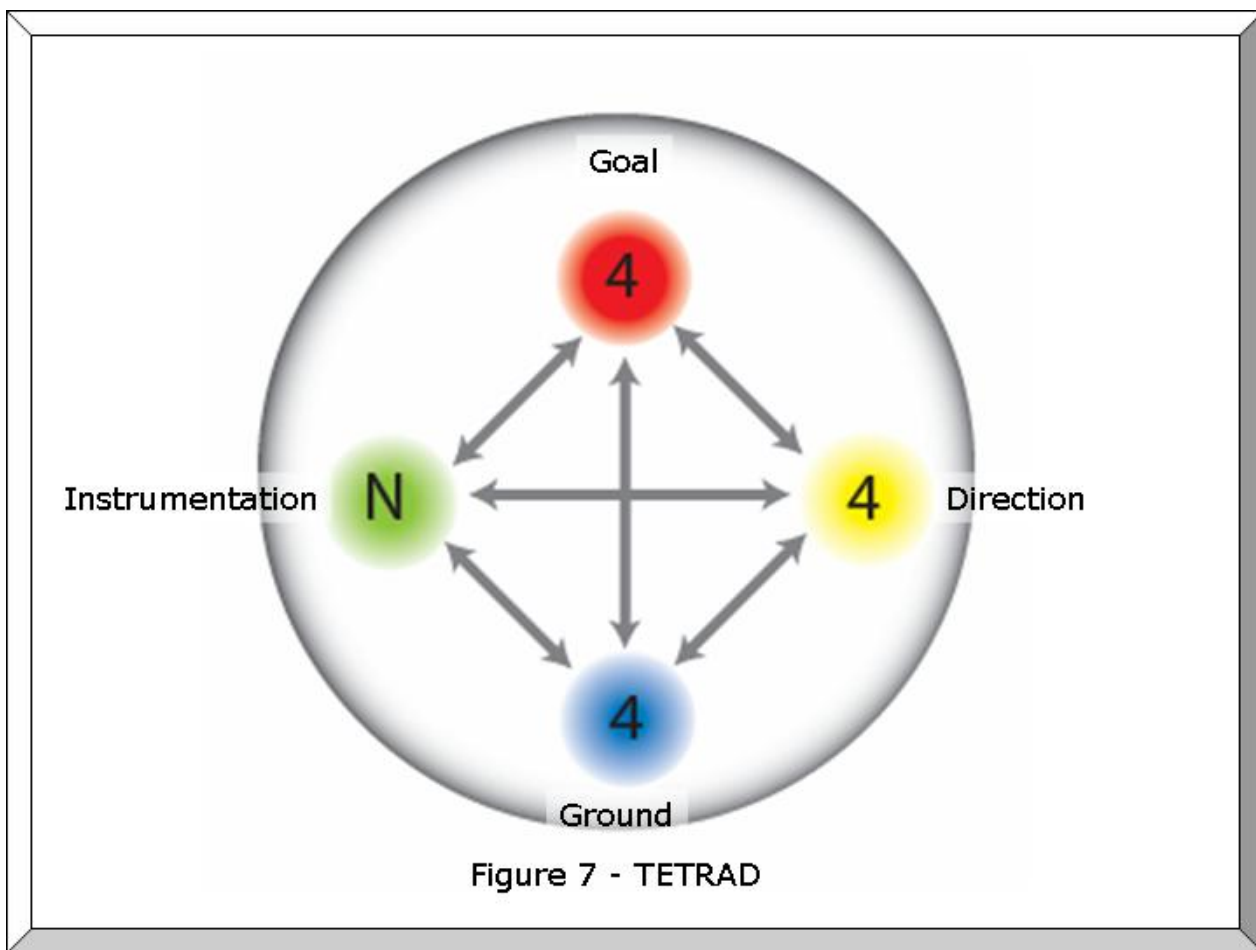 Goal
4
Instrumentation
N
4
Direction
4
Ground
Figure 7 - TETRAD